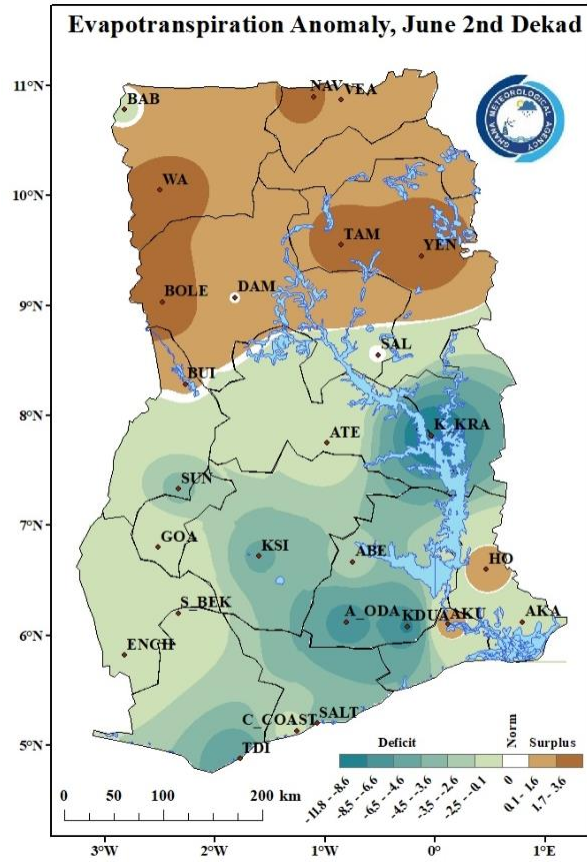 Evapotranspiration Anomaly, June 2nd Dekad
GHANA METEOROLOGICAL AGENCY
11°N
10°N
9°N
8°N
7°N
6°N
5°N
BAB
NAV
VEA
WA
TAM
YEN
BOLE
DAM
SAL
BUI
K_KRA
ATE
SUN
GOA
KSI
ABE
HO
S_BEK
A_ODA
KDUA
AKU
AKA
ENCH
C_COAST
SALT
TDI
Deficit
Norm
Surplus
-11.8 - -8.6
-8.5 - -6.6
-6.5 - -4.6
-4.5 - -3.6
-3.5 - -2.6
-2.5 - -0.1
0
0.1 - 1.6
1.7 - 3.6
0 50 100 200 km
3°W 2°W 1°W 0° 1°E